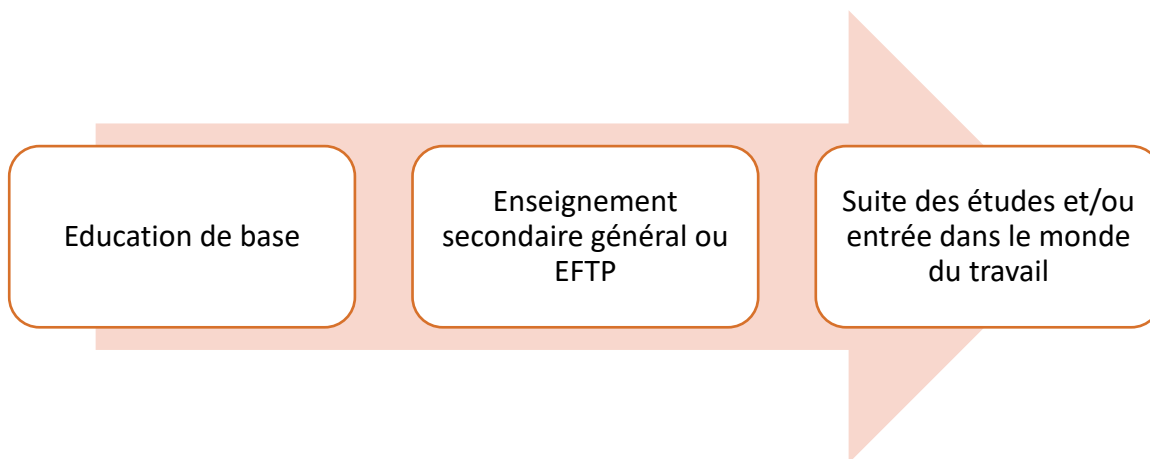 Education de base
Enseignement
secondaire général ou
EFTP
Suite des études et/ou
entrée dans le monde
du travail